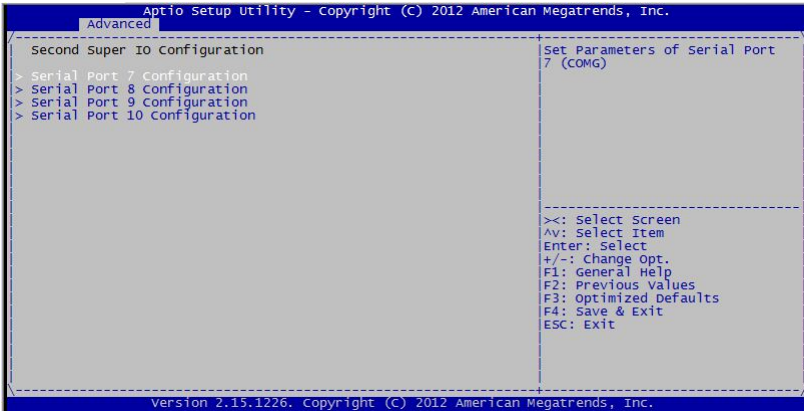 Aptio Setup Utility - Copyright (C) 2012 American Megatrends, Inc.
Advanced
Second Super IO Configuration
> Serial Port 7 Configuration
> Serial Port 8 Configuration
> Serial Port 9 Configuration
> Serial Port 10 Configuration
Set Parameters of Serial Port
7 (COMG)
><: Select Screen
^v: Select Item
Enter: Select
+/-: Change Opt.
F1: General Help
F2: Previous Values
F3: Optimized Defaults
F4: Save & Exit
ESC: Exit
Version 2.15.1226. Copyright (C) 2012 American Megatrends, Inc.